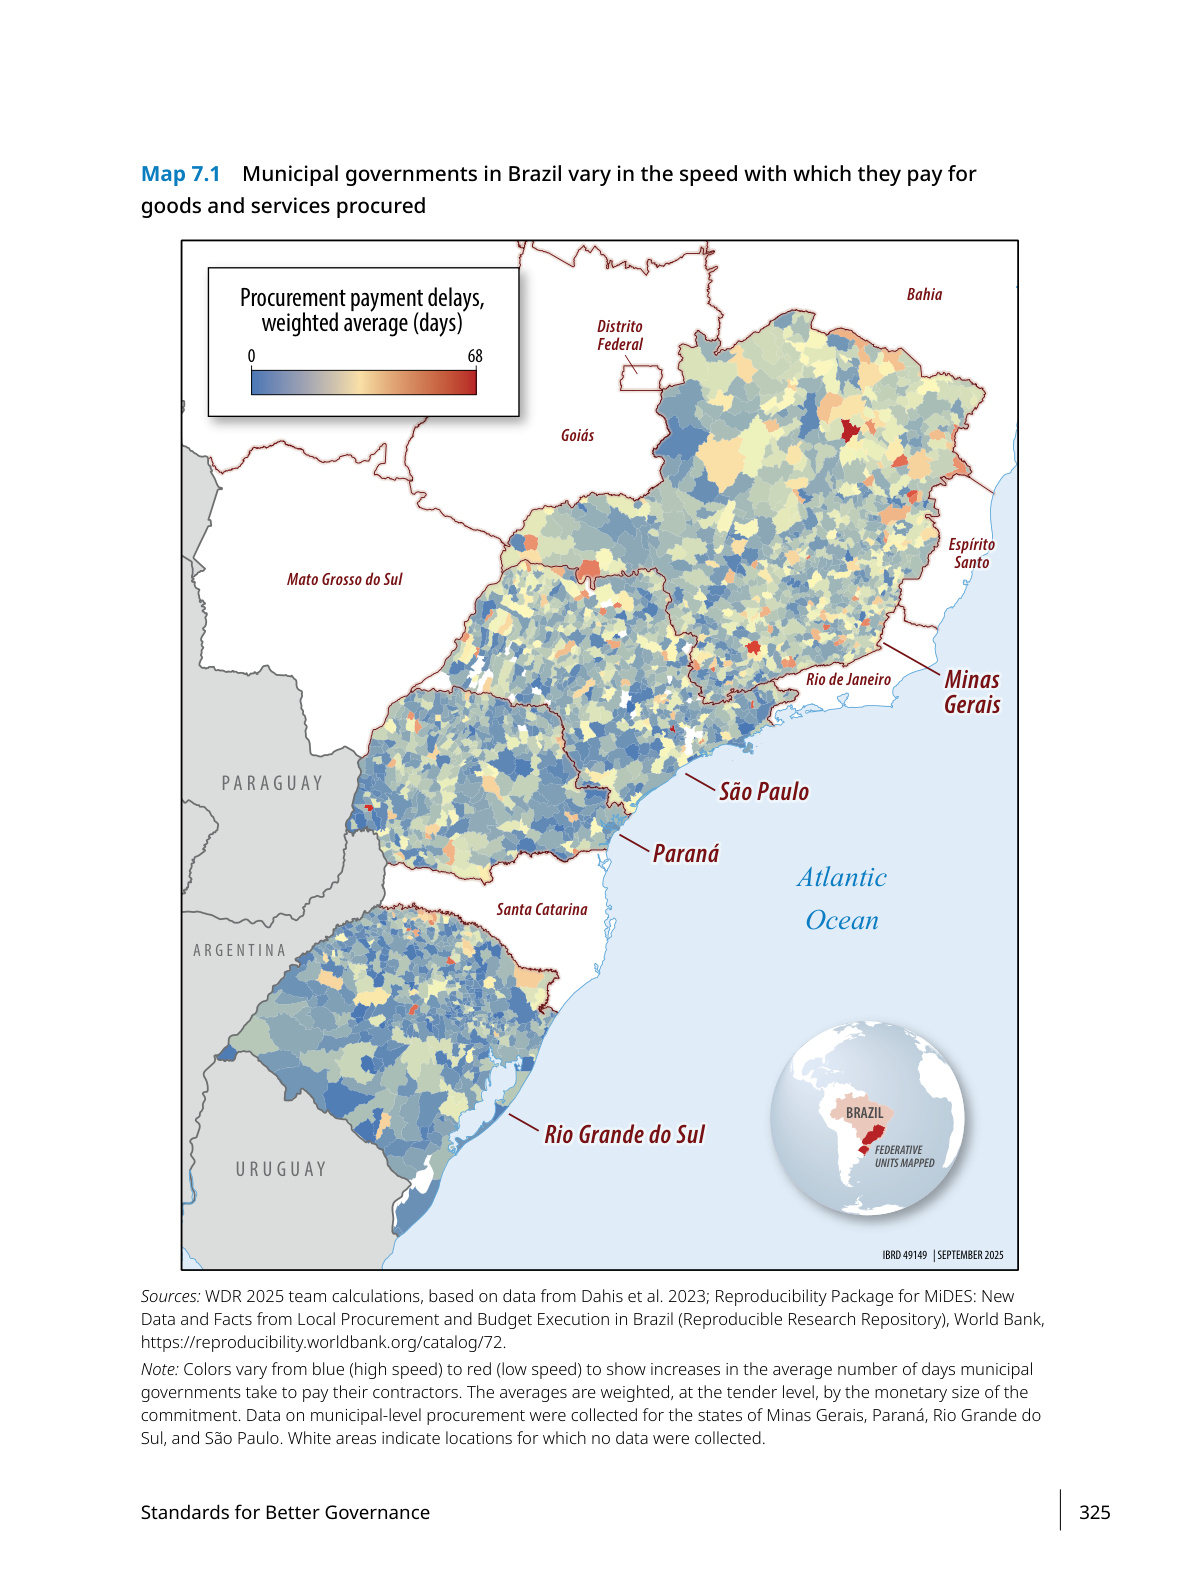 Map 7.1 Municipal governments in Brazil vary in the speed with which they pay for
goods and services procured
Procurement payment delays,
weighted average (days)
0 68
Bahia
Distrito
Federal
Goiás
Mato Grosso do Sul
Espírito
Santo
Rio de Janeiro
Minas
Gerais
PARAGUAY
São Paulo
Paraná
Atlantic
Ocean
Santa Catarina
ARGENTINA
Rio Grande do Sul
URUGUAY
BRAZIL
FEDERATIVE
UNITS MAPPED
IBRD 49149 | SEPTEMBER 2025
Sources: WDR 2025 team calculations, based on data from Dahis et al. 2023; Reproducibility Package for MiDES: New
Data and Facts from Local Procurement and Budget Execution in Brazil (Reproducible Research Repository), World Bank,
https://reproducibility.worldbank.org/catalog/72.
Note: Colors vary from blue (high speed) to red (low speed) to show increases in the average number of days municipal
governments take to pay their contractors. The averages are weighted, at the tender level, by the monetary size of the
commitment. Data on municipal-level procurement were collected for the states of Minas Gerais, Paraná, Rio Grande do
Sul, and São Paulo. White areas indicate locations for which no data were collected.
Standards for Better Governance 325